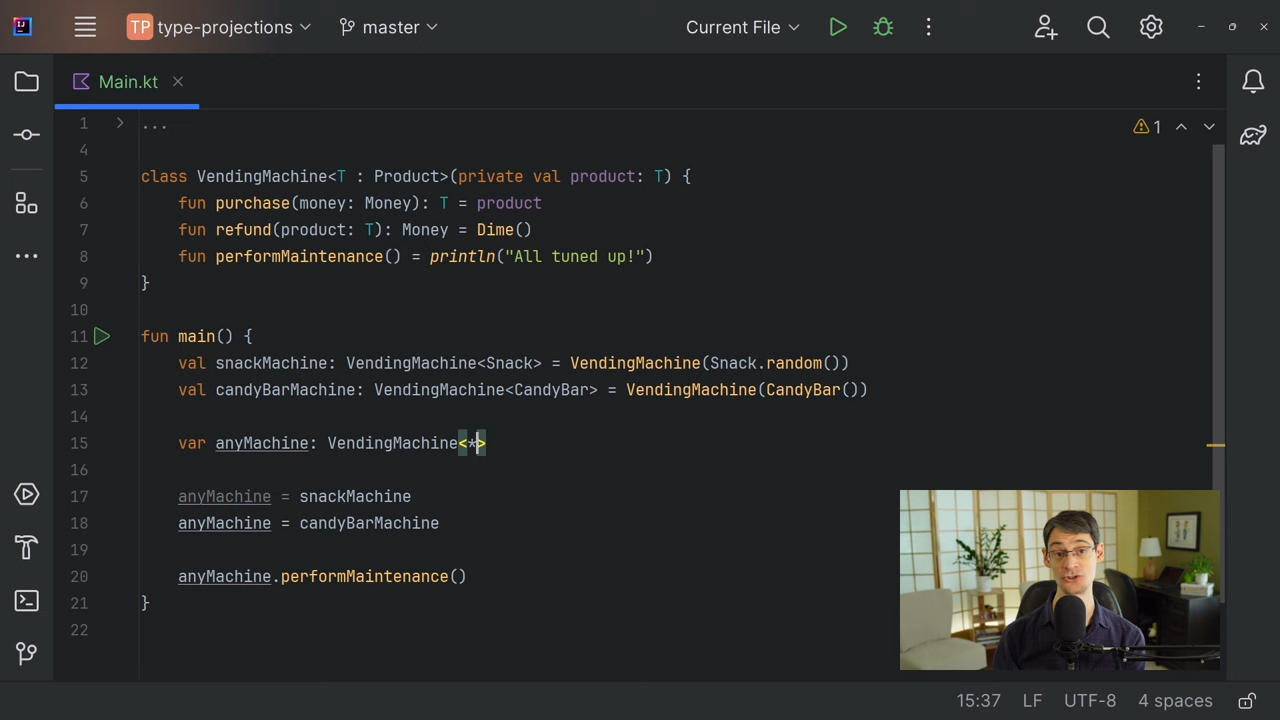 IJ
TP type-projections master Current File
Main.kt
1 ...
1
4
5 class VendingMachine<T : Product>(private val product: T) {
6 fun purchase(money: Money): T = product
7 fun refund(product: T): Money = Dime()
8 fun performMaintenance() = println("All tuned up!")
9 }
10
11 fun main() {
12 val snackMachine: VendingMachine<Snack> = VendingMachine(Snack.random())
13 val candyBarMachine: VendingMachine<CandyBar> = VendingMachine(CandyBar())
14
15 var anyMachine: VendingMachine<*>
16
17 anyMachine = snackMachine
18 anyMachine = candyBarMachine
19
20 anyMachine.performMaintenance()
21 }
22
15:37 LF UTF-8 4 spaces